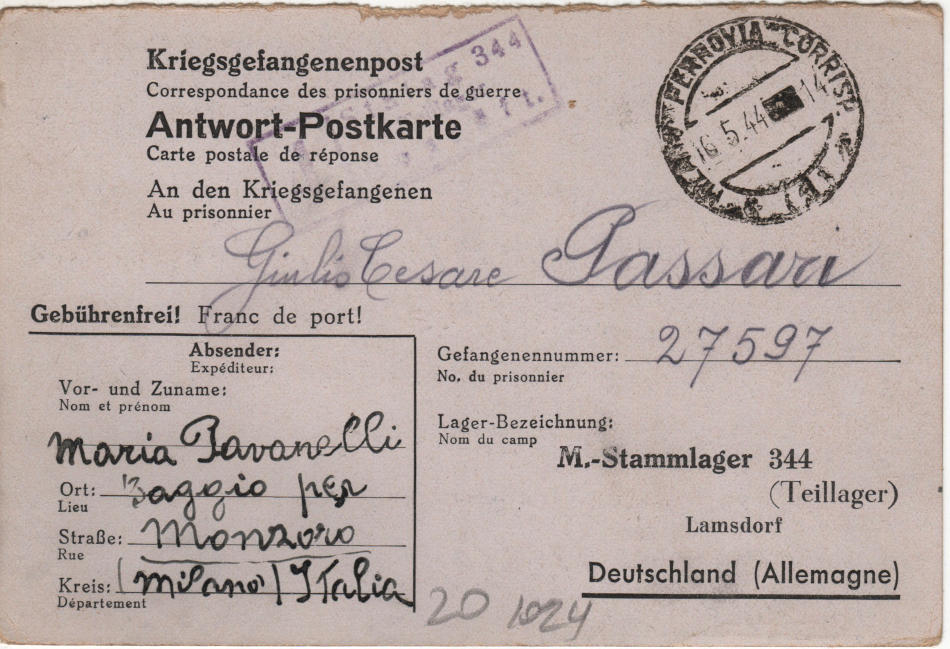 Kriegsgefangenenpost
Correspondance des prisonniers de guerre
Antwort-Postkarte
Carte postale de réponse
An den Kriegsgefangenen
Au prisonnier
Stalag 344
MILANO FERROVIA CORRISP.
16.5.44 14
Giulio Cesare Passari
Gebührenfrei! Franc de port!
Absender:
Expéditeur:
Vor- und Zuname:
Nom et prénom
Maria Pavanelli
Ort: Baggio per
Lieu
Straße: Monzoro
Rue
Kreis: (Milano) Italia
Département
Gefangenennummer: 27597
No. du prisonnier
Lager-Bezeichnung:
Nom du camp
M.-Stammlager 344
(Teillager)
Lamsdorf
Deutschland (Allemagne)
20